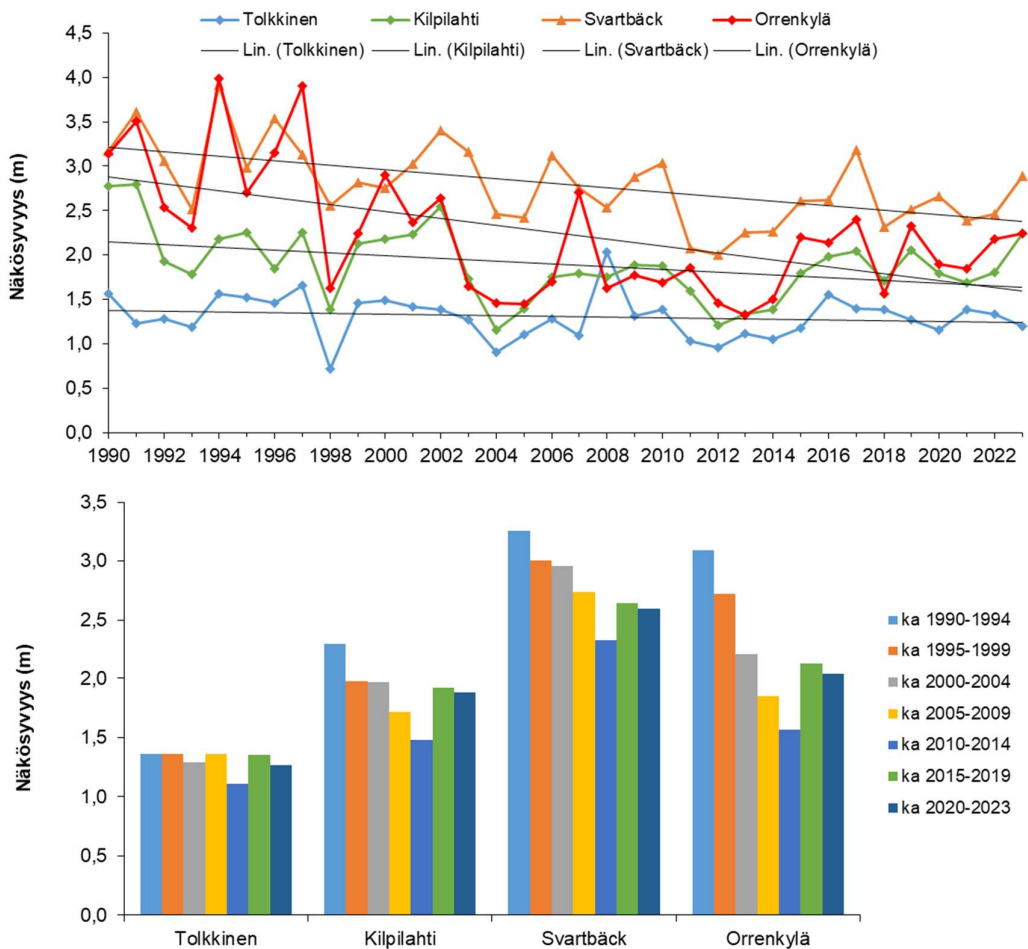 Tolkkinen Kilpilahti Svartbäck Orrenkylä
Lin. (Tolkkinen) Lin. (Kilpilahti) Lin. (Svartbäck) Lin. (Orrenkylä)
Näkösyvyys (m)
4,5
4,0
3,5
3,0
2,5
2,0
1,5
1,0
0,5
0,0
1990 1992 1994 1996 1998 2000 2002 2004 2006 2008 2010 2012 2014 2016 2018 2020 2022
Näkösyvyys (m)
3,5
3,0
2,5
2,0
1,5
1,0
0,5
0,0
Tolkkinen Kilpilahti Svartbäck Orrenkylä
ka 1990-1994
ka 1995-1999
ka 2000-2004
ka 2005-2009
ka 2010-2014
ka 2015-2019
ka 2020-2023